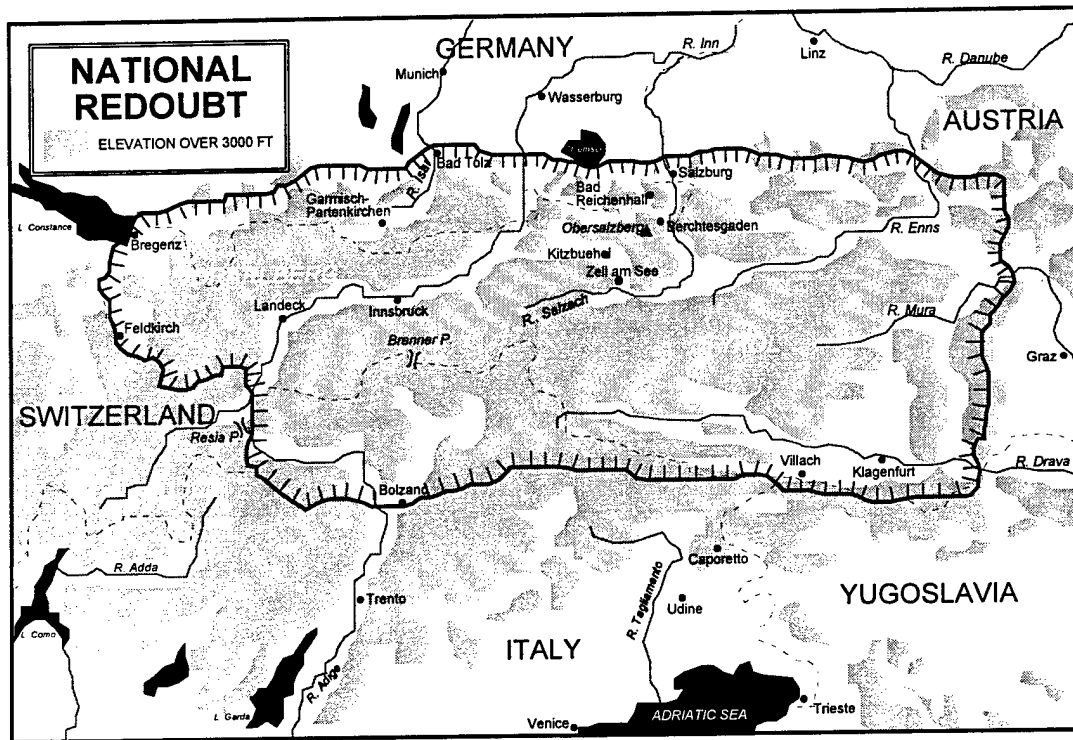 NATIONAL
REDOUBT
ELEVATION OVER 3000 FT
GERMANY
R. Inn
Linz
R. Danube
Munich
Wasserburg
AUSTRIA
Bad Tolz
R. Isar
Salzburg
Garmisch-
Partenkirchen
Bad
Reichenhall
L. Constance
Bregenz
Obersalzberg
Berchtesgaden
R. Enns
Kitzbuehel
Zell am See
Landeck
Innsbruck
R. Salzach
R. Mura
Feldkirch
Brenner P.
Graz
SWITZERLAND
Resia P.
Villach
Klagenfurt
R. Drava
Bolzano
Caporetto
R. Adda
R. Tagliamento
Trento
Udine
YUGOSLAVIA
L. Como
ITALY
R. Adige
L. Garda
ADRIATIC SEA
Trieste
Venice